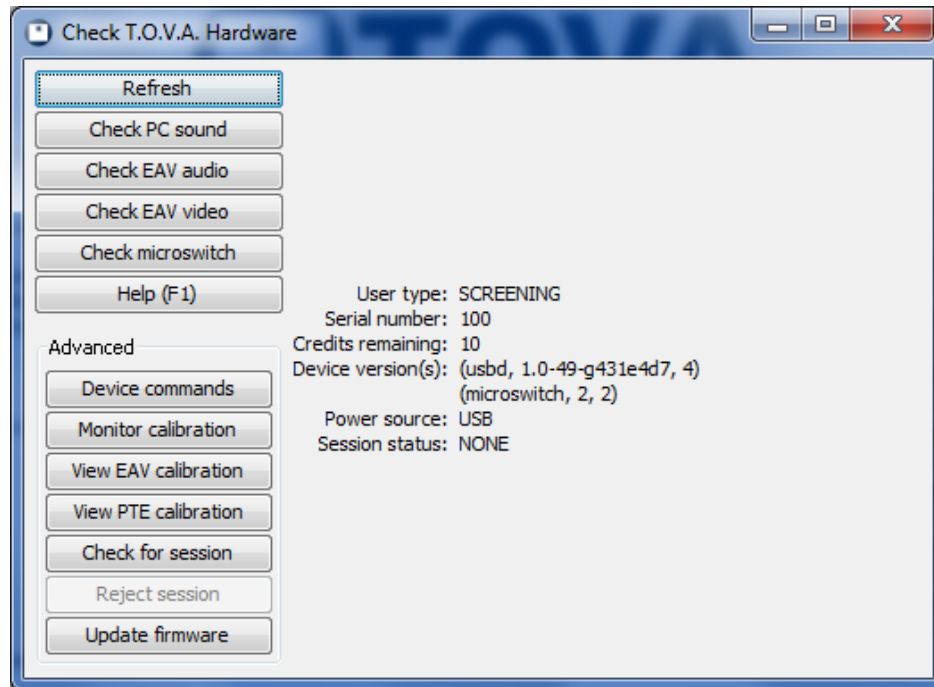 Check T.O.V.A. Hardware
TOVA
Refresh
Check PC sound
Check EAV audio
Check EAV video
Check microswitch
Help (F1)
Advanced
Device commands
Monitor calibration
View EAV calibration
View PTE calibration
Check for session
Reject session
Update firmware
User type: SCREENING
Serial number: 100
Credits remaining: 10
Device version(s): (usbd, 1.0-49-g431e4d7, 4)
(microswitch, 2, 2)
Power source: USB
Session status: NONE